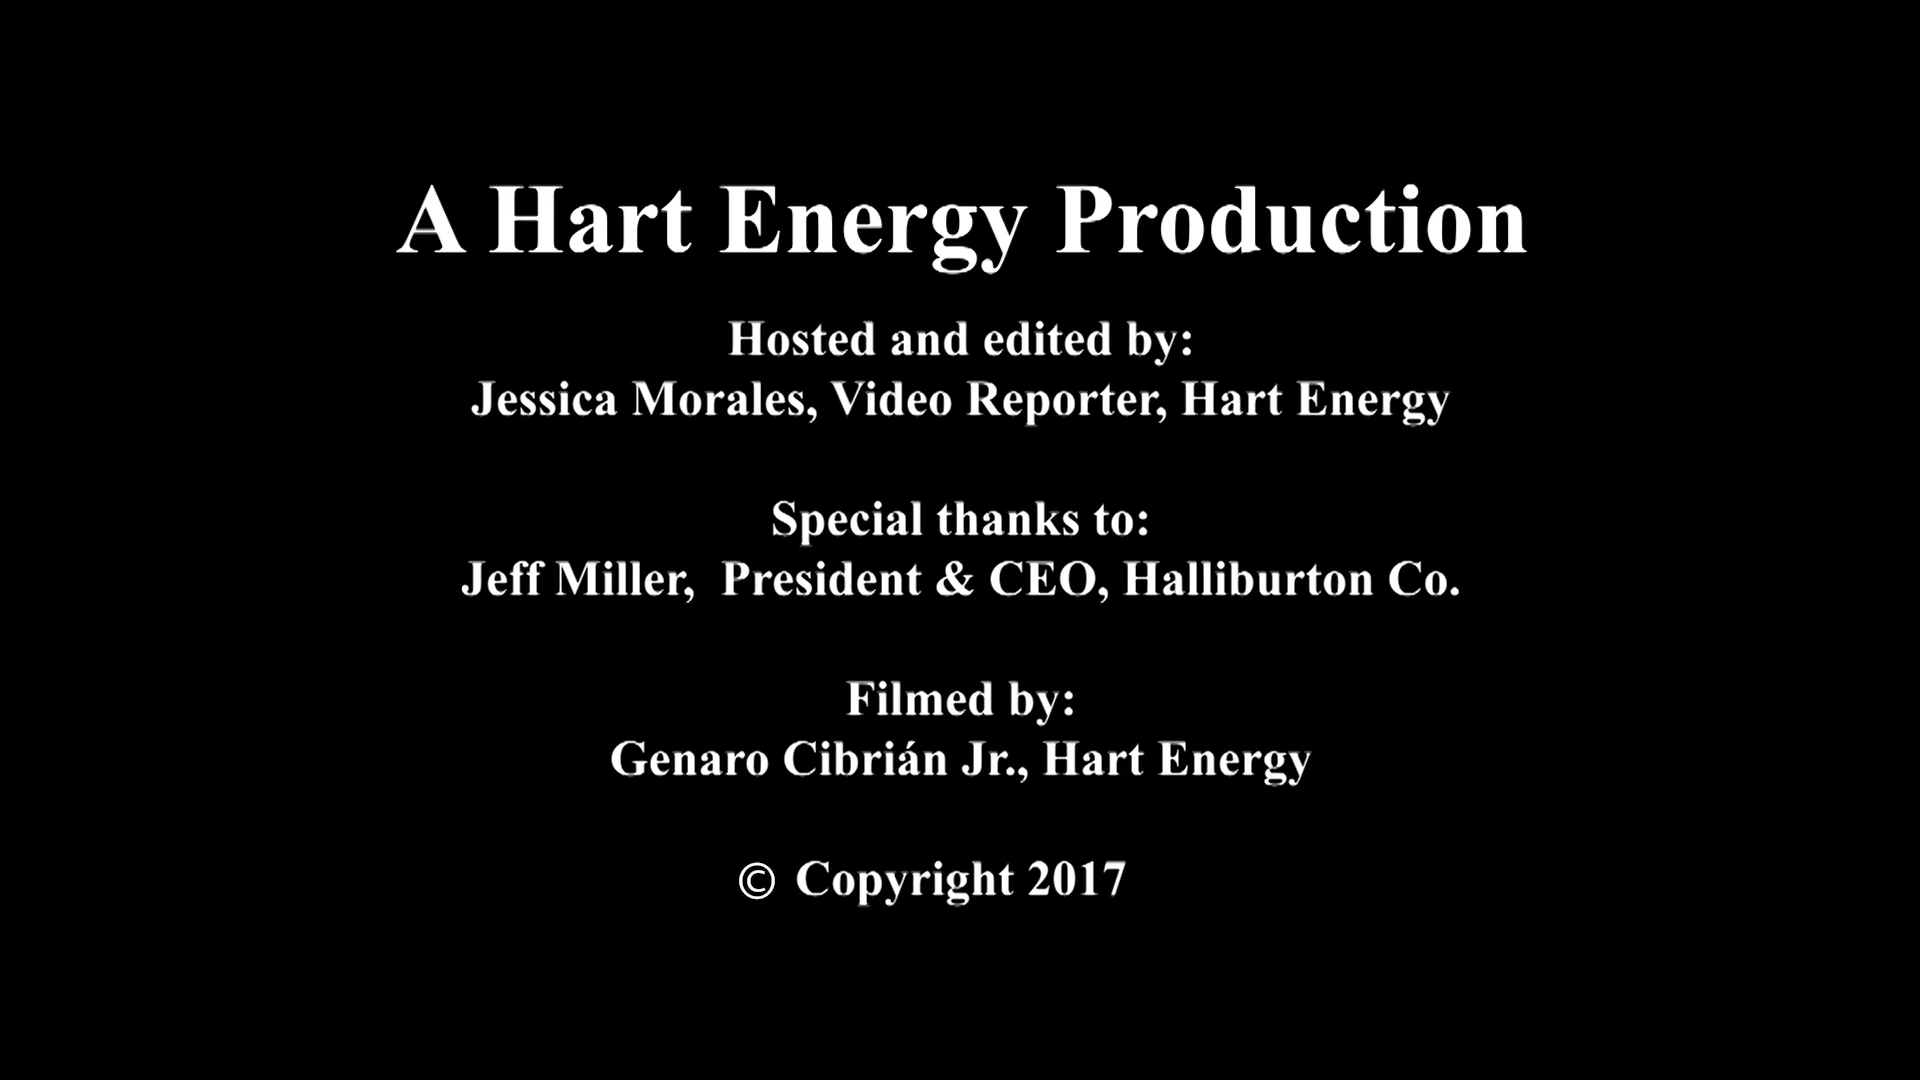 A Hart Energy Production
Hosted and edited by:
Jessica Morales, Video Reporter, Hart Energy
Special thanks to:
Jeff Miller,  President & CEO, Halliburton Co.
Filmed by:
Genaro Cibrián Jr., Hart Energy
© Copyright 2017